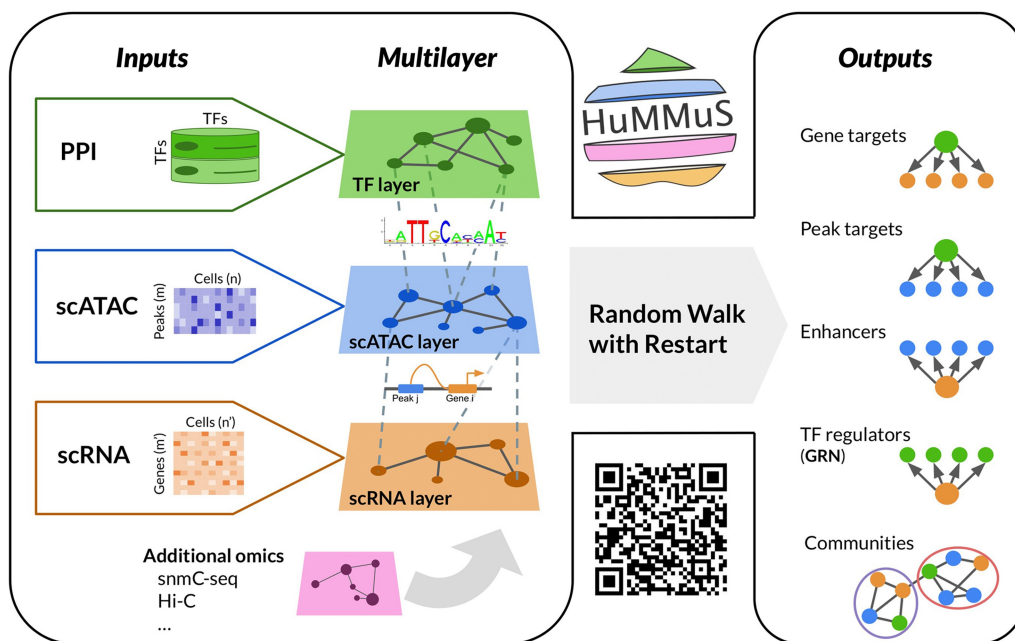 Inputs
Multilayer
PPI
TFs
TFs
TF layer
ATTGCATCAAT
scATAC
Cells (n)
Peaks (m)
scATAC layer
Peak j
Gene i
scRNA
Cells (n')
Genes (m')
scRNA layer
Additional omics
snmC-seq
Hi-C
...
HuMMuS
Random Walk
with Restart
Outputs
Gene targets
Peak targets
Enhancers
TF regulators
(GRN)
Communities